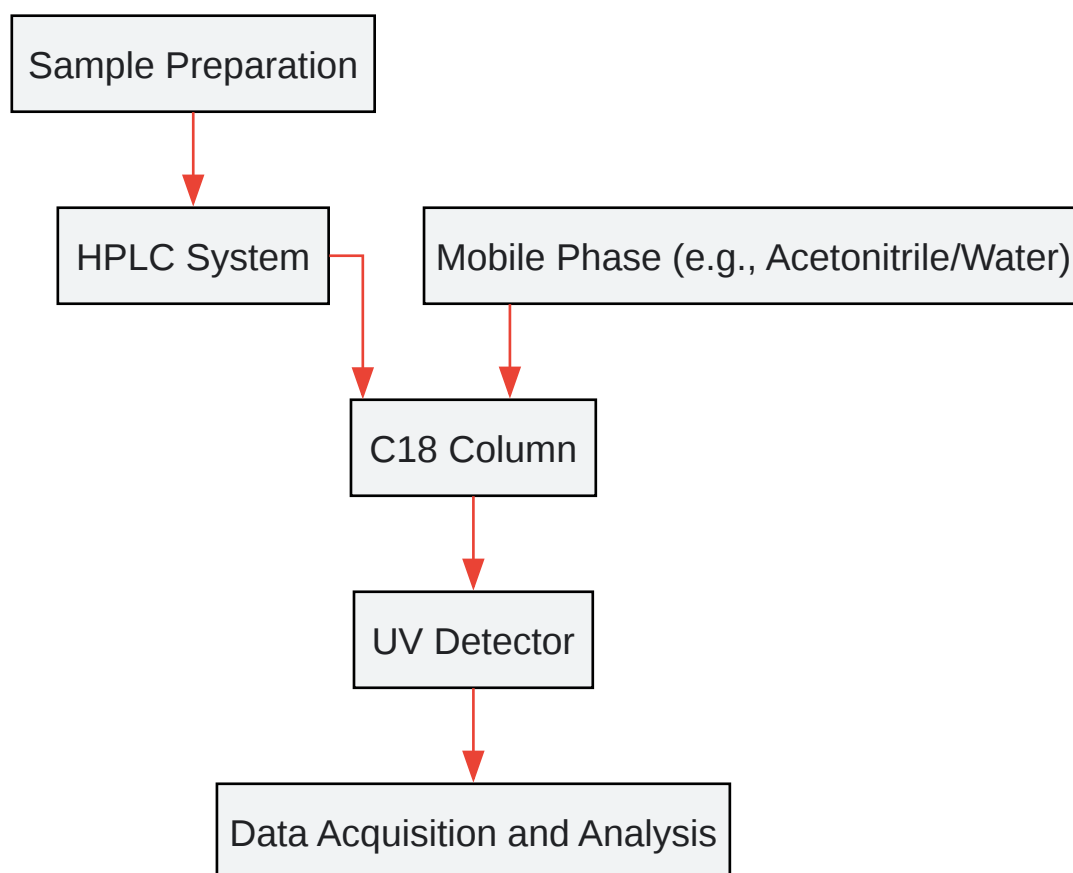 Sample Preparation
HPLC System
Mobile Phase (e.g., Acetonitrile/Water)
C18 Column
UV Detector
Data Acquisition and Analysis